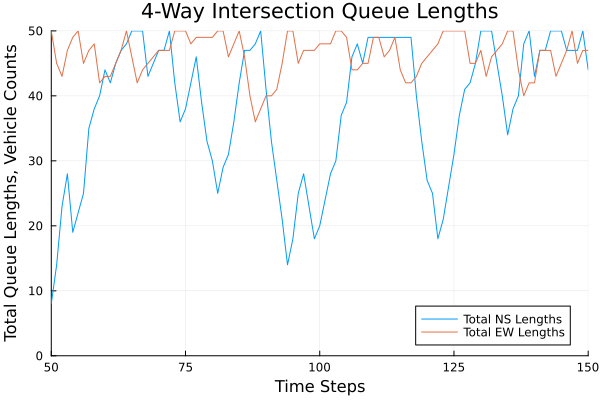 4-Way Intersection Queue Lengths
Total Queue Lengths, Vehicle Counts
50
40
30
20
10
0
Total NS Lengths
Total EW Lengths
50 75 100 125 150
Time Steps